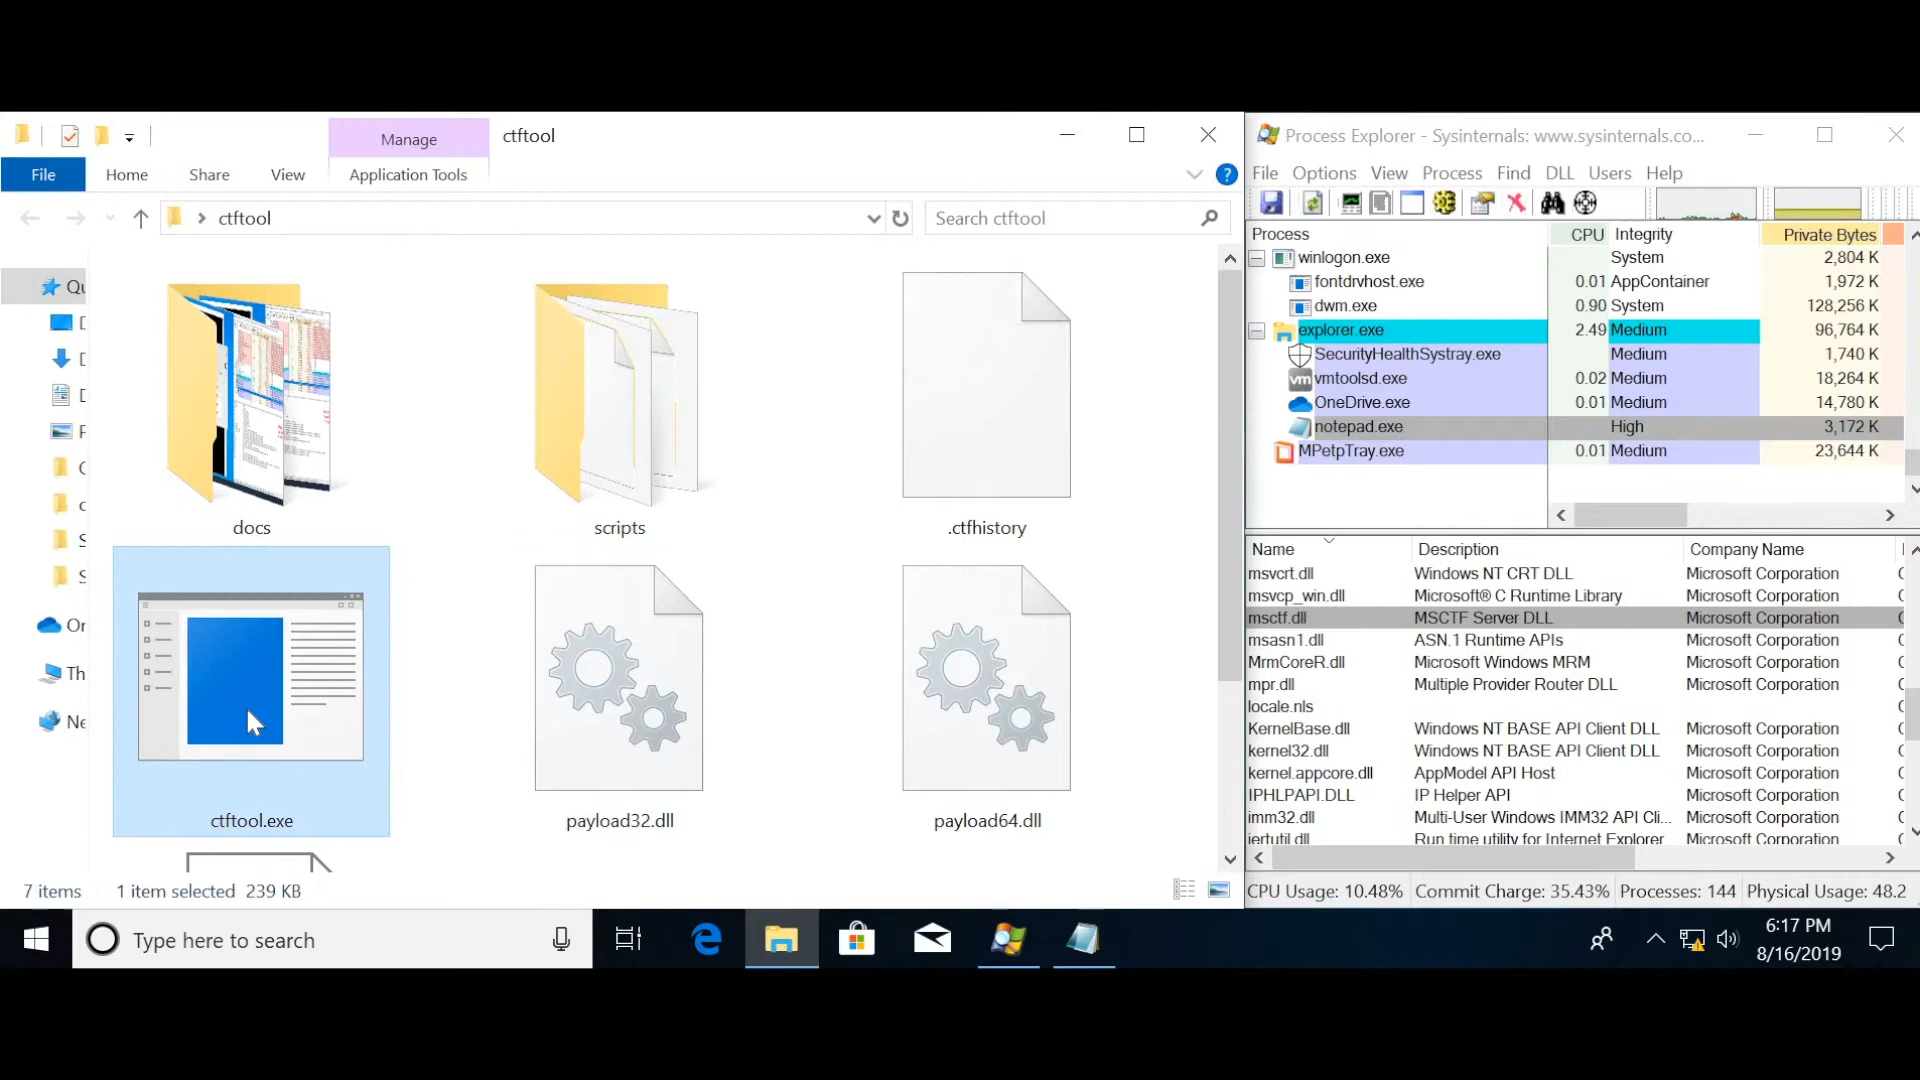 Manage
ctftool
File
Home
Share
View
Application Tools
ctftool
Search ctftool
docs
scripts
.ctfhistory
ctftool.exe
payload32.dll
payload64.dll
7 items
1 item selected 239 KB
Process Explorer - Sysinternals: www.sysinternals.co...
File Options View Process Find DLL Users Help
Process CPU Integrity Private Bytes
winlogon.exe System 2,804 K
fontdrvhost.exe 0.01 AppContainer 1,972 K
dwm.exe 0.90 System 128,256 K
explorer.exe 2.49 Medium 96,764 K
SecurityHealthSystray.exe Medium 1,740 K
vmtoolsd.exe 0.02 Medium 18,264 K
OneDrive.exe 0.01 Medium 14,780 K
notepad.exe High 3,172 K
MPetpTray.exe 0.01 Medium 23,644 K
Name Description Company Name
msvcrt.dll Windows NT CRT DLL Microsoft Corporation
msvcp_win.dll Microsoft® C Runtime Library Microsoft Corporation
msctf.dll MSCTF Server DLL Microsoft Corporation
msasn1.dll ASN.1 Runtime APIs Microsoft Corporation
MrmCoreR.dll Microsoft Windows MRM Microsoft Corporation
mpr.dll Multiple Provider Router DLL Microsoft Corporation
locale.nls
KernelBase.dll Windows NT BASE API Client DLL Microsoft Corporation
kernel32.dll Windows NT BASE API Client DLL Microsoft Corporation
kernel.appcore.dll AppModel API Host Microsoft Corporation
IPHLPAPI.DLL IP Helper API Microsoft Corporation
imm32.dll Multi-User Windows IMM32 API Cli... Microsoft Corporation
iertutil.dll Run time utility for Internet Explorer Microsoft Corporation
CPU Usage: 10.48% Commit Charge: 35.43% Processes: 144 Physical Usage: 48.2
Type here to search
6:17 PM
8/16/2019